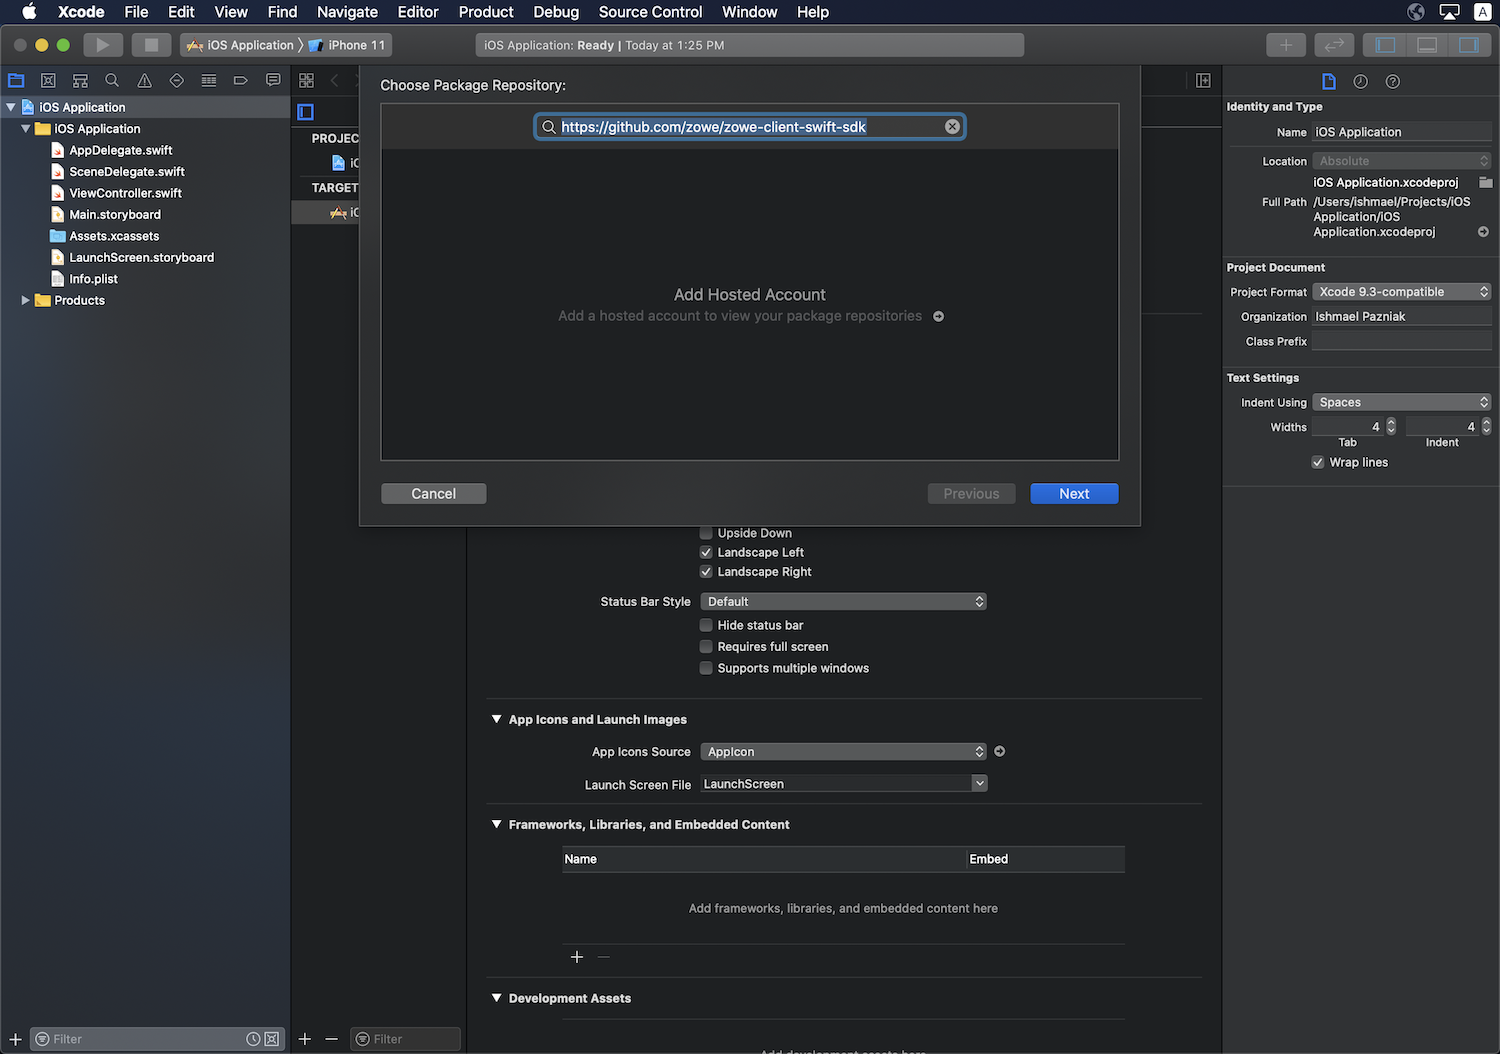 Xcode File Edit View Find Navigate Editor Product Debug Source Control Window Help A
iOS Application iPhone 11
iOS Application: Ready | Today at 1:25 PM
iOS Application
iOS Application
AppDelegate.swift
SceneDelegate.swift
ViewController.swift
Main.storyboard
Assets.xcassets
LaunchScreen.storyboard
Info.plist
Products
Filter
PROJEC
iO
TARGET
iO
Filter
Choose Package Repository:
https://github.com/zowe/zowe-client-swift-sdk
Add Hosted Account
Add a hosted account to view your package repositories
Cancel
Previous
Next
Upside Down
Landscape Left
Landscape Right
Status Bar Style Default
Hide status bar
Requires full screen
Supports multiple windows
App Icons and Launch Images
App Icons Source AppIcon
Launch Screen File LaunchScreen
Frameworks, Libraries, and Embedded Content
Name Embed
Add frameworks, libraries, and embedded content here
Development Assets
Add development assets here
Identity and Type
Name iOS Application
Location Absolute
iOS Application.xcodeproj
Full Path /Users/ishmael/Projects/iOS
Application/iOS
Application.xcodeproj
Project Document
Project Format Xcode 9.3-compatible
Organization Ishmael Pazniak
Class Prefix
Text Settings
Indent Using Spaces
Widths 4 4
Tab Indent
Wrap lines